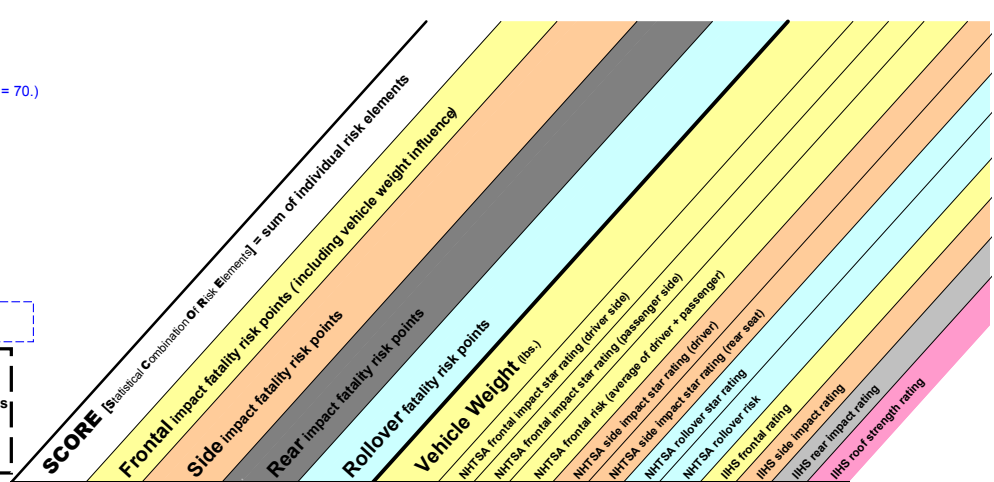 = 70.)
s
SCORE [Statistical Combination Of Risk Elements] = sum of individual risk elements
Frontal impact fatality risk points (including vehicle weight influence)
Side impact fatality risk points
Rear impact fatality risk points
Rollover fatality risk points
Vehicle Weight (lbs.)
NHTSA frontal impact star rating (driver side)
NHTSA frontal impact star rating (passenger side)
NHTSA frontal risk (average of driver + passenger)
NHTSA side impact star rating (driver)
NHTSA side impact star rating (rear seat)
NHTSA rollover star rating
NHTSA rollover risk
IIHS frontal rating
IIHS side impact rating
IIHS rear impact rating
IIHS roof strength rating